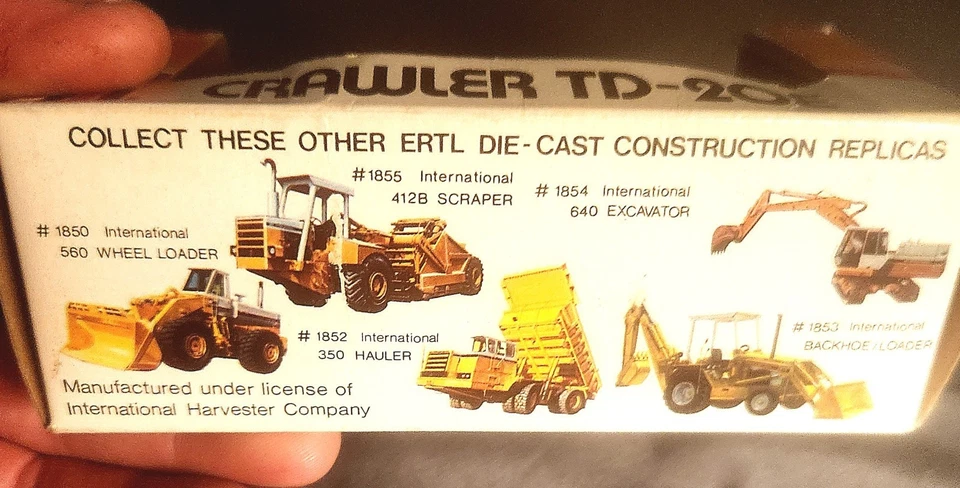 CRAWLER TD-20
COLLECT THESE OTHER ERTL DIE-CAST CONSTRUCTION REPLICAS
#1855 International
412B SCRAPER
#1854 International
640 EXCAVATOR
#1850 International
560 WHEEL LOADER
#1852 International
350 HAULER
#1853 International
BACKHOE/LOADER
Manufactured under license of
International Harvester Company